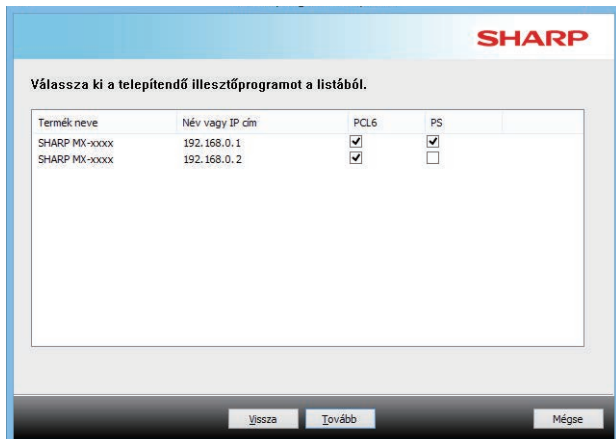 SHARP
Válassza ki a telepítendő illesztőprogramot a listából.
Termék neve Név vagy IP cím PCL6 PS
SHARP MX-xxxx 192.168.0.1
SHARP MX-xxxx 192.168.0.2
Vissza Tovább Mégse